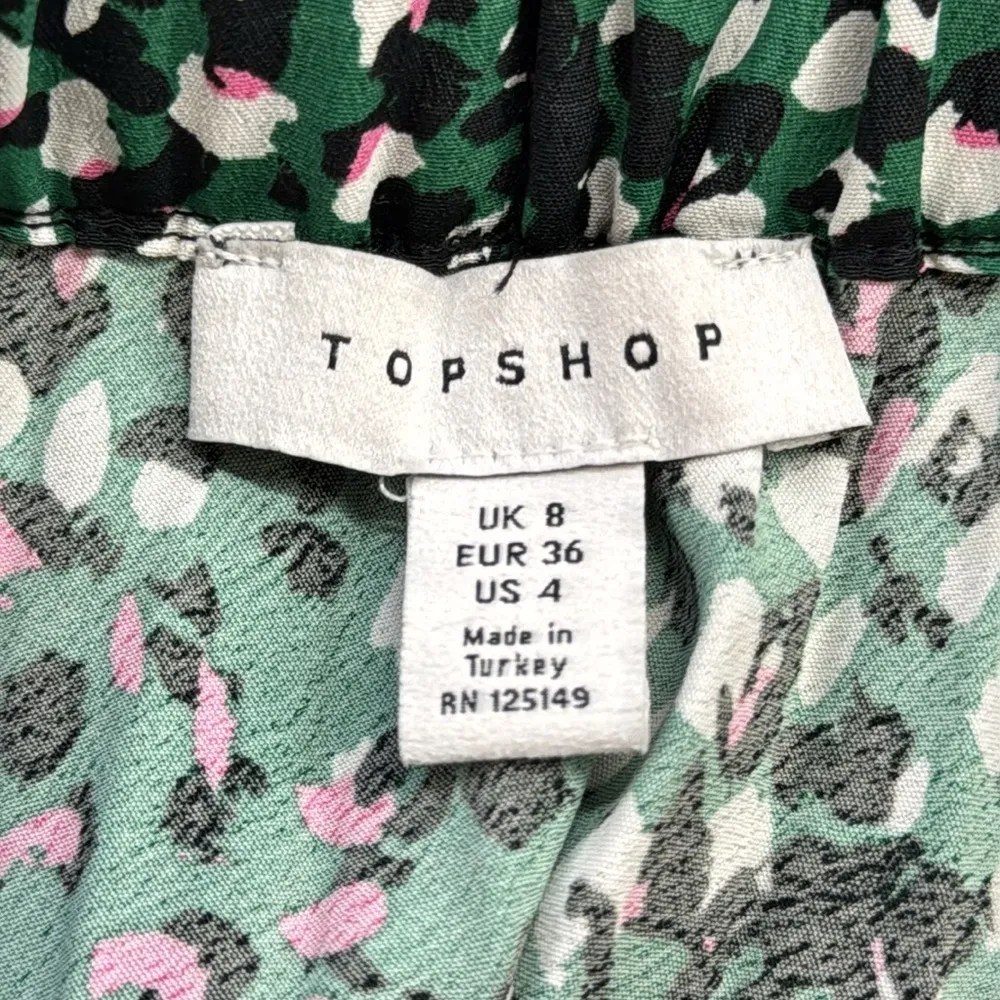 TOPSHOP
UK 8
EUR 36
US 4
Made in
Turkey
RN 125149